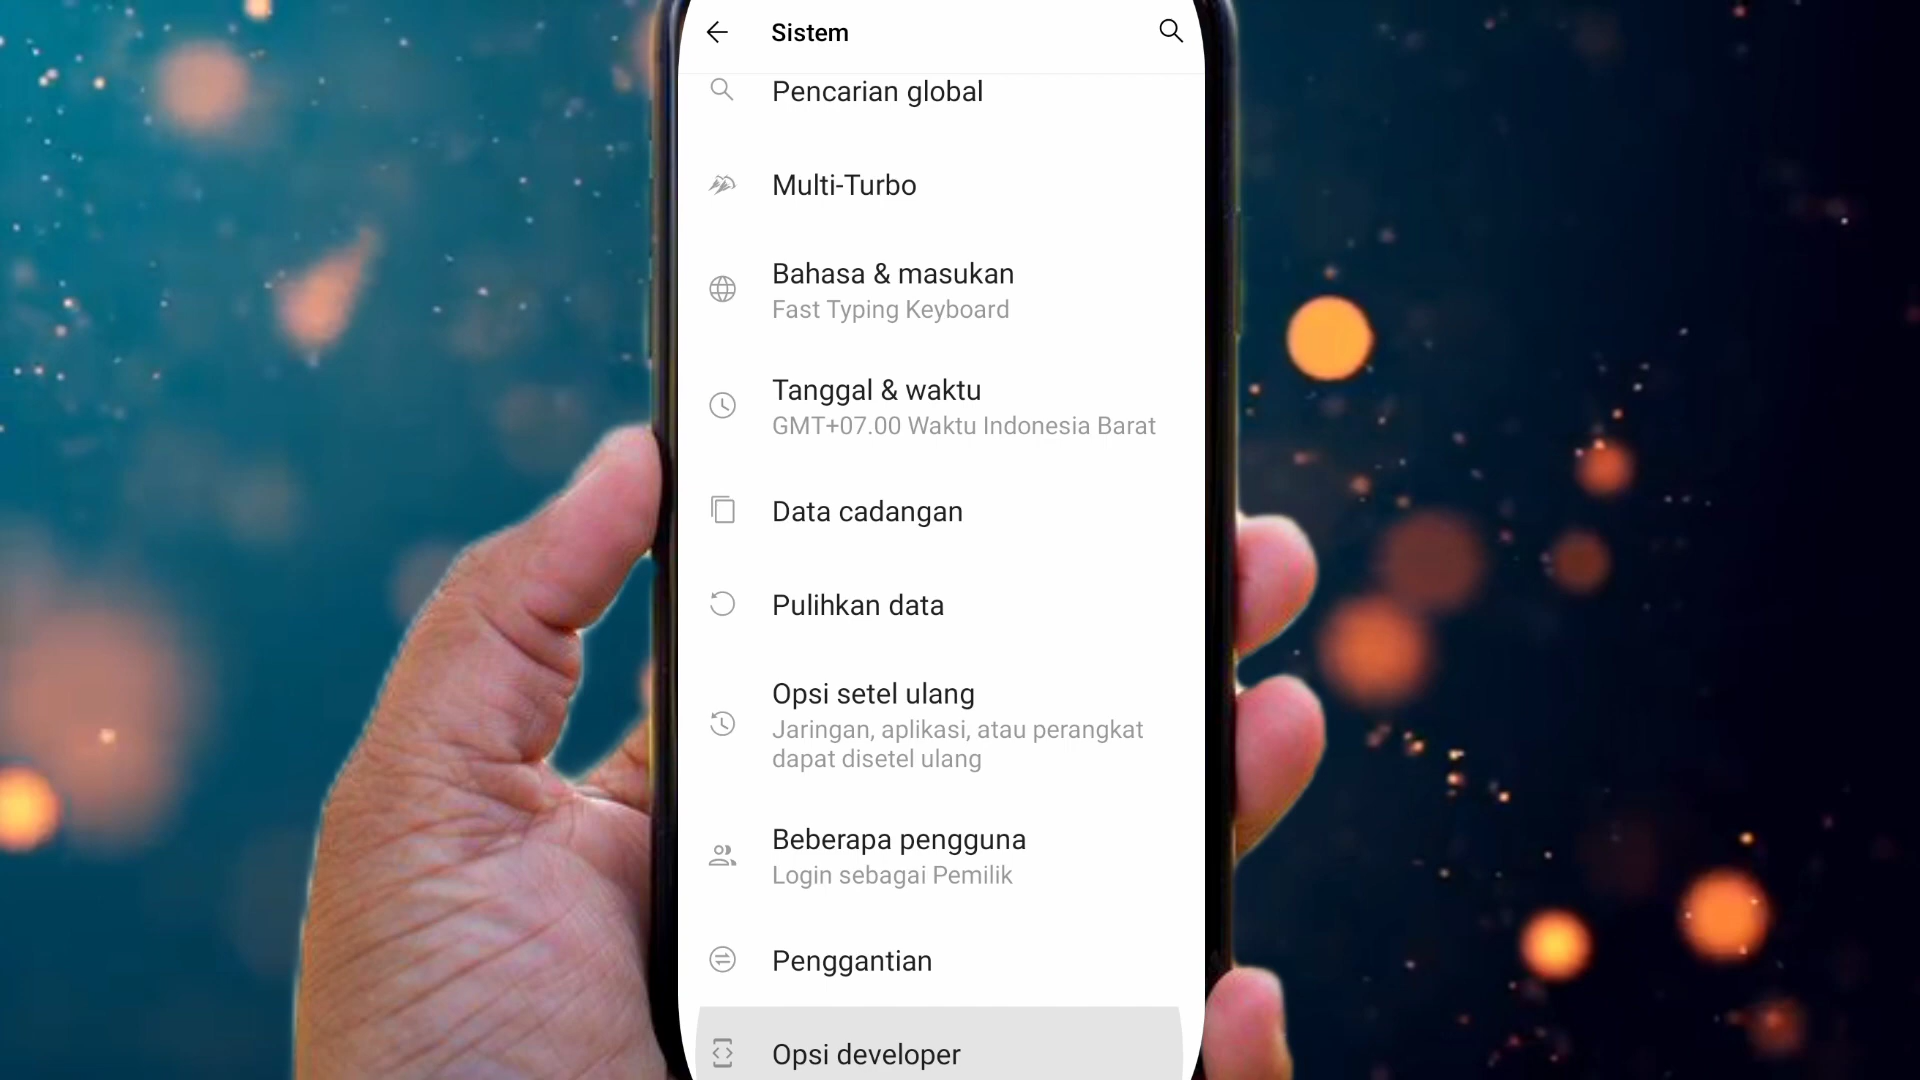 Sistem
Pencarian global
Multi-Turbo
Bahasa & masukan
Fast Typing Keyboard
Tanggal & waktu
GMT+07.00 Waktu Indonesia Barat
Data cadangan
Pulihkan data
Opsi setel ulang
Jaringan, aplikasi, atau perangkat
dapat disetel ulang
Beberapa pengguna
Login sebagai Pemilik
Penggantian
Opsi developer